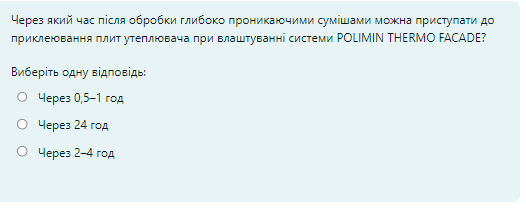 Через який час після обробки глибоко проникаючими сумішами можна приступати до
приклеювання плит утеплювача при влаштуванні системи POLIMIN THERMO FACADE?
Виберіть одну відповідь:
Через 0,5–1 год
Через 24 год
Через 2–4 год